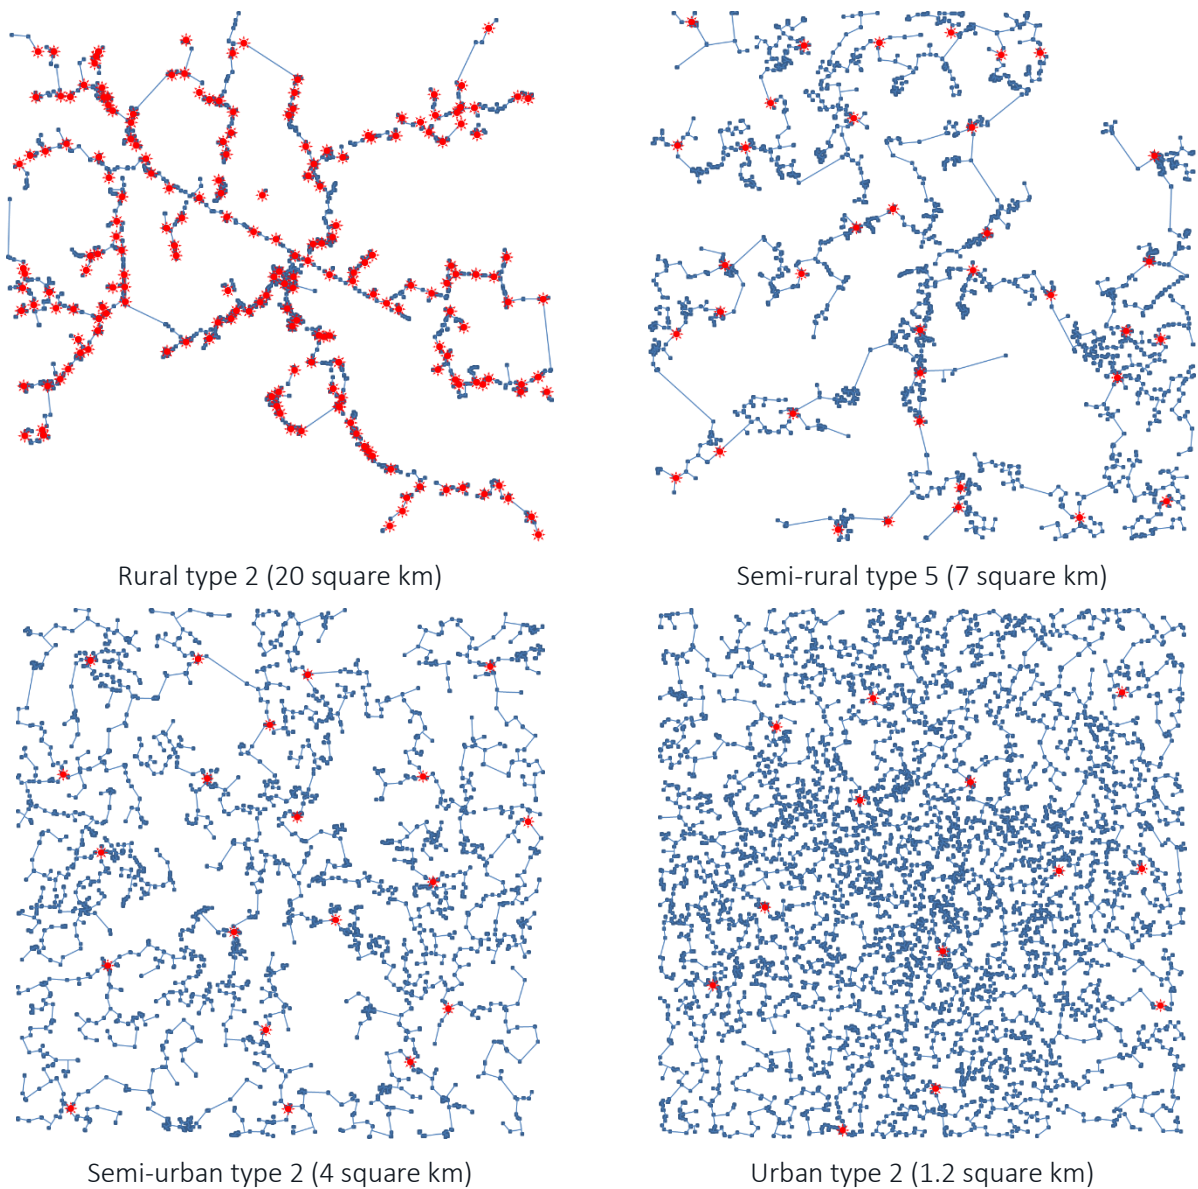 Rural type 2 (20 square km)
Semi-rural type 5 (7 square km)
Semi-urban type 2 (4 square km)
Urban type 2 (1.2 square km)